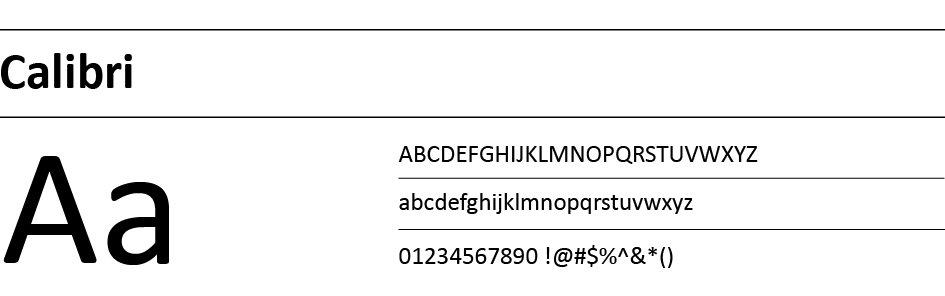 Calibri
Aa
ABCDEFGHIJKLMNOPQRSTUVWXYZ
abcdefghijklmnopqrstuvwxyz
01234567890 !@#$%^&*()